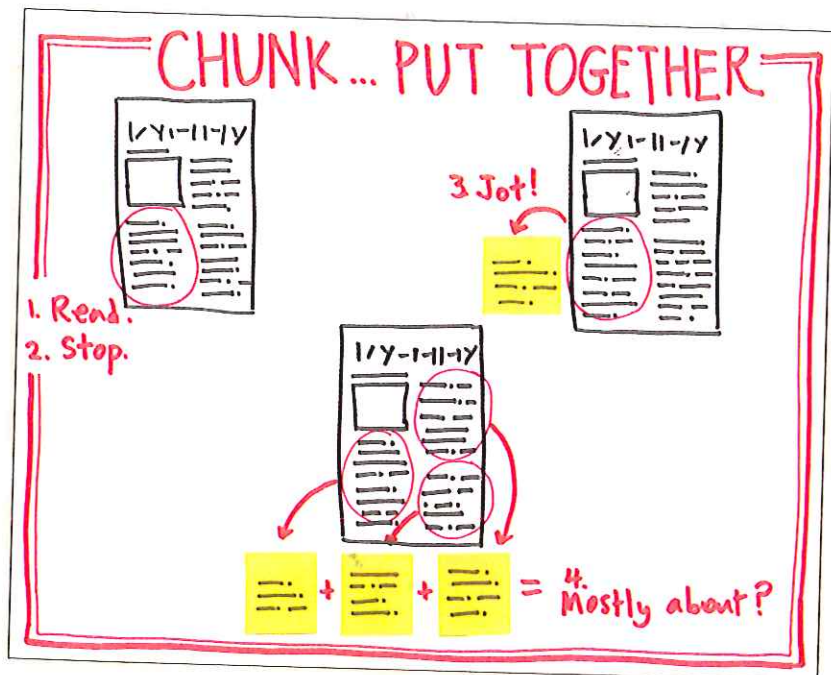 CHUNK... PUT TOGETHER
1. Read.
2. Stop.
3. Jot!
+ + = 4. Mostly about?